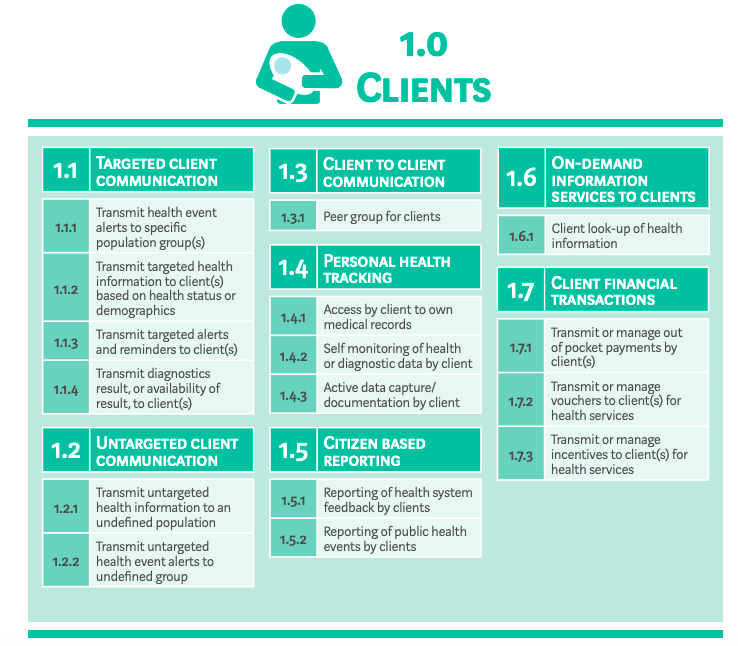 1.0
CLIENTS
1.1
TARGETED CLIENT
COMMUNICATION
1.1.1
Transmit health event
alerts to specific
population group(s)
1.1.2
Transmit targeted health
information to client(s)
based on health status or
demographics
1.1.3
Transmit targeted alerts
and reminders to client(s)
1.1.4
Transmit diagnostics
result, or availability of
result, to client(s)
1.2
UNTARGETED CLIENT
COMMUNICATION
1.2.1
Transmit untargeted
health information to an
undefined population
1.2.2
Transmit untargeted
health event alerts to
undefined group
1.3
CLIENT TO CLIENT
COMMUNICATION
1.3.1
Peer group for clients
1.4
PERSONAL HEALTH
TRACKING
1.4.1
Access by client to own
medical records
1.4.2
Self monitoring of health
or diagnostic data by client
1.4.3
Active data capture/
documentation by client
1.5
CITIZEN BASED
REPORTING
1.5.1
Reporting of health system
feedback by clients
1.5.2
Reporting of public health
events by clients
1.6
ON-DEMAND
INFORMATION
SERVICES TO CLIENTS
1.6.1
Client look-up of health
information
1.7
CLIENT FINANCIAL
TRANSACTIONS
1.7.1
Transmit or manage out
of pocket payments by
client(s)
1.7.2
Transmit or manage
vouchers to client(s) for
health services
1.7.3
Transmit or manage
incentives to client(s) for
health services